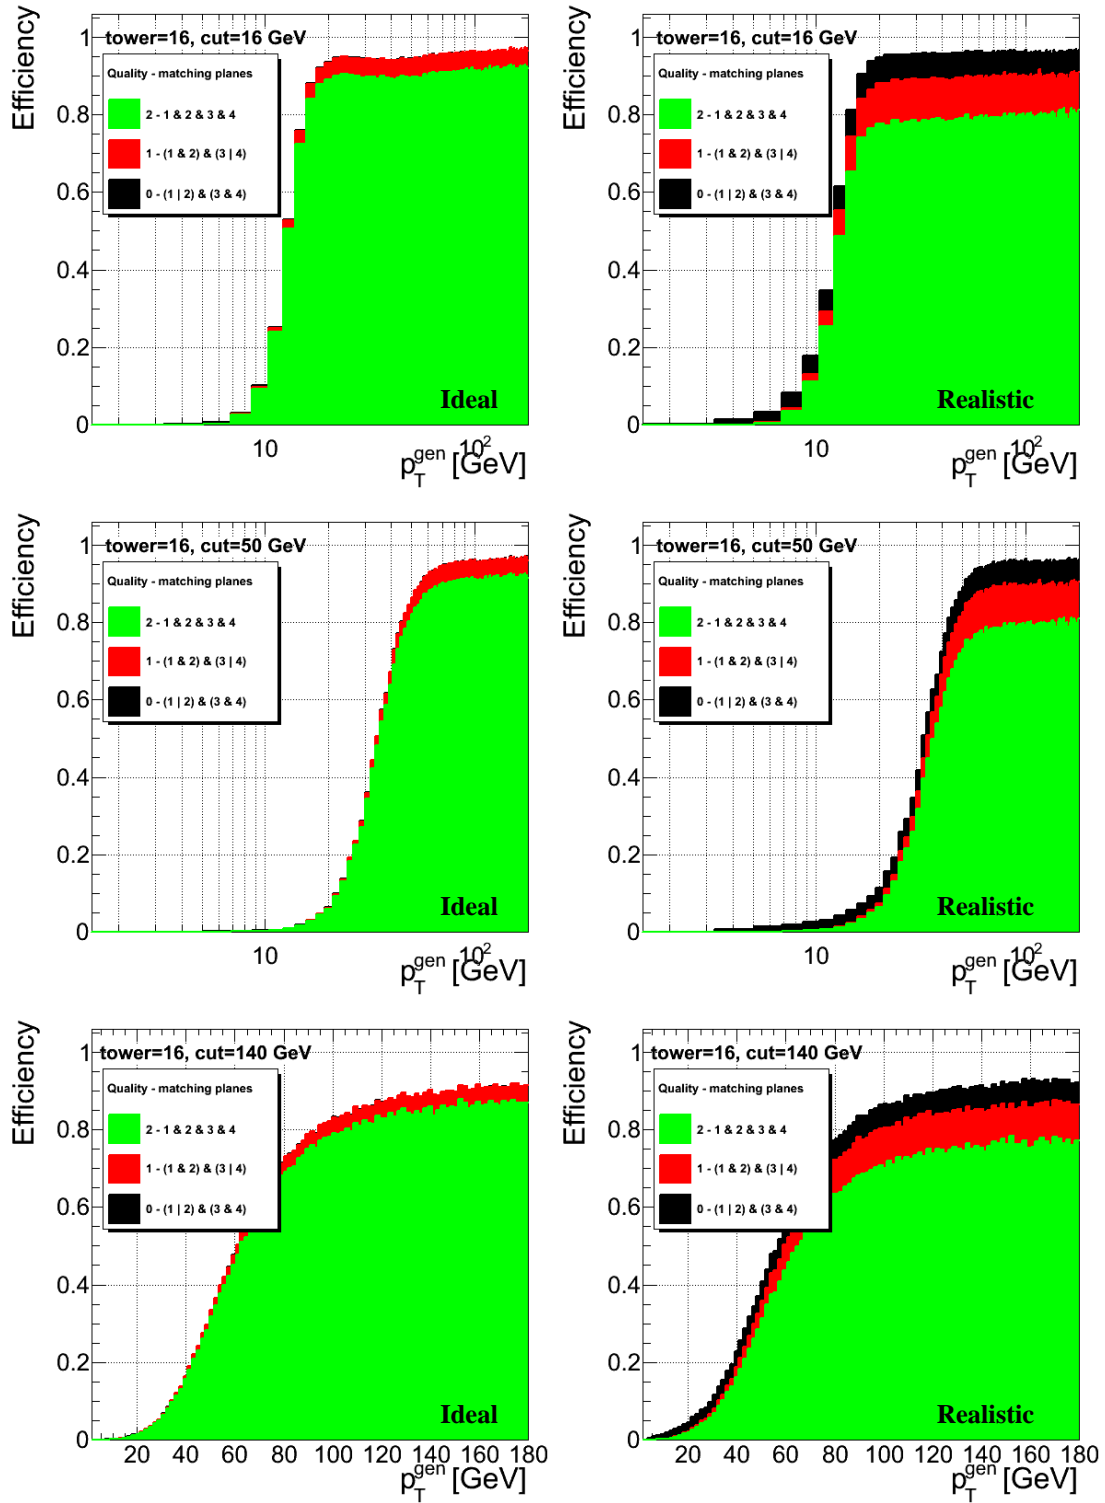 Efficiency
tower=16, cut=16 GeV
Quality - matching planes
2 - 1 & 2 & 3 & 4
1 - (1 & 2) & (3 | 4)
0 - (1 | 2) & (3 & 4)
1
0.8
0.6
0.4
0.2
0
Ideal
10 10²
p_T^gen [GeV]
Efficiency
tower=16, cut=16 GeV
Quality - matching planes
2 - 1 & 2 & 3 & 4
1 - (1 & 2) & (3 | 4)
0 - (1 | 2) & (3 & 4)
1
0.8
0.6
0.4
0.2
0
Realistic
10 10²
p_T^gen [GeV]
Efficiency
tower=16, cut=50 GeV
Quality - matching planes
2 - 1 & 2 & 3 & 4
1 - (1 & 2) & (3 | 4)
0 - (1 | 2) & (3 & 4)
1
0.8
0.6
0.4
0.2
0
Ideal
10 10²
p_T^gen [GeV]
Efficiency
tower=16, cut=50 GeV
Quality - matching planes
2 - 1 & 2 & 3 & 4
1 - (1 & 2) & (3 | 4)
0 - (1 | 2) & (3 & 4)
1
0.8
0.6
0.4
0.2
0
Realistic
10 10²
p_T^gen [GeV]
Efficiency
tower=16, cut=140 GeV
Quality - matching planes
2 - 1 & 2 & 3 & 4
1 - (1 & 2) & (3 | 4)
0 - (1 | 2) & (3 & 4)
1
0.8
0.6
0.4
0.2
0
Ideal
20 40 60 80 100 120 140 160 180
p_T^gen [GeV]
Efficiency
tower=16, cut=140 GeV
Quality - matching planes
2 - 1 & 2 & 3 & 4
1 - (1 & 2) & (3 | 4)
0 - (1 | 2) & (3 & 4)
1
0.8
0.6
0.4
0.2
0
Realistic
20 40 60 80 100 120 140 160 180
p_T^gen [GeV]